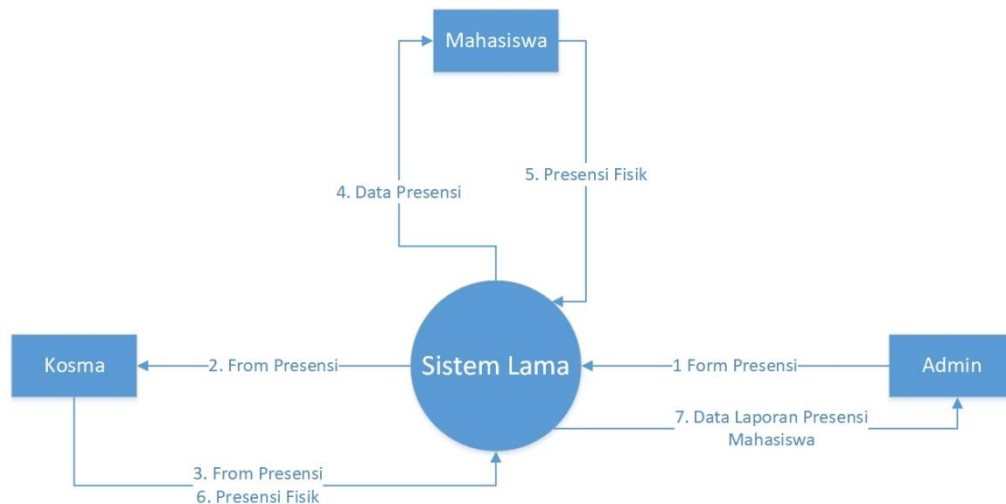 Mahasiswa
4. Data Presensi
5. Presensi Fisik
Kosma
2. From Presensi
Sistem Lama
1 Form Presensi
Admin
7. Data Laporan Presensi
Mahasiswa
3. From Presensi
6. Presensi Fisik